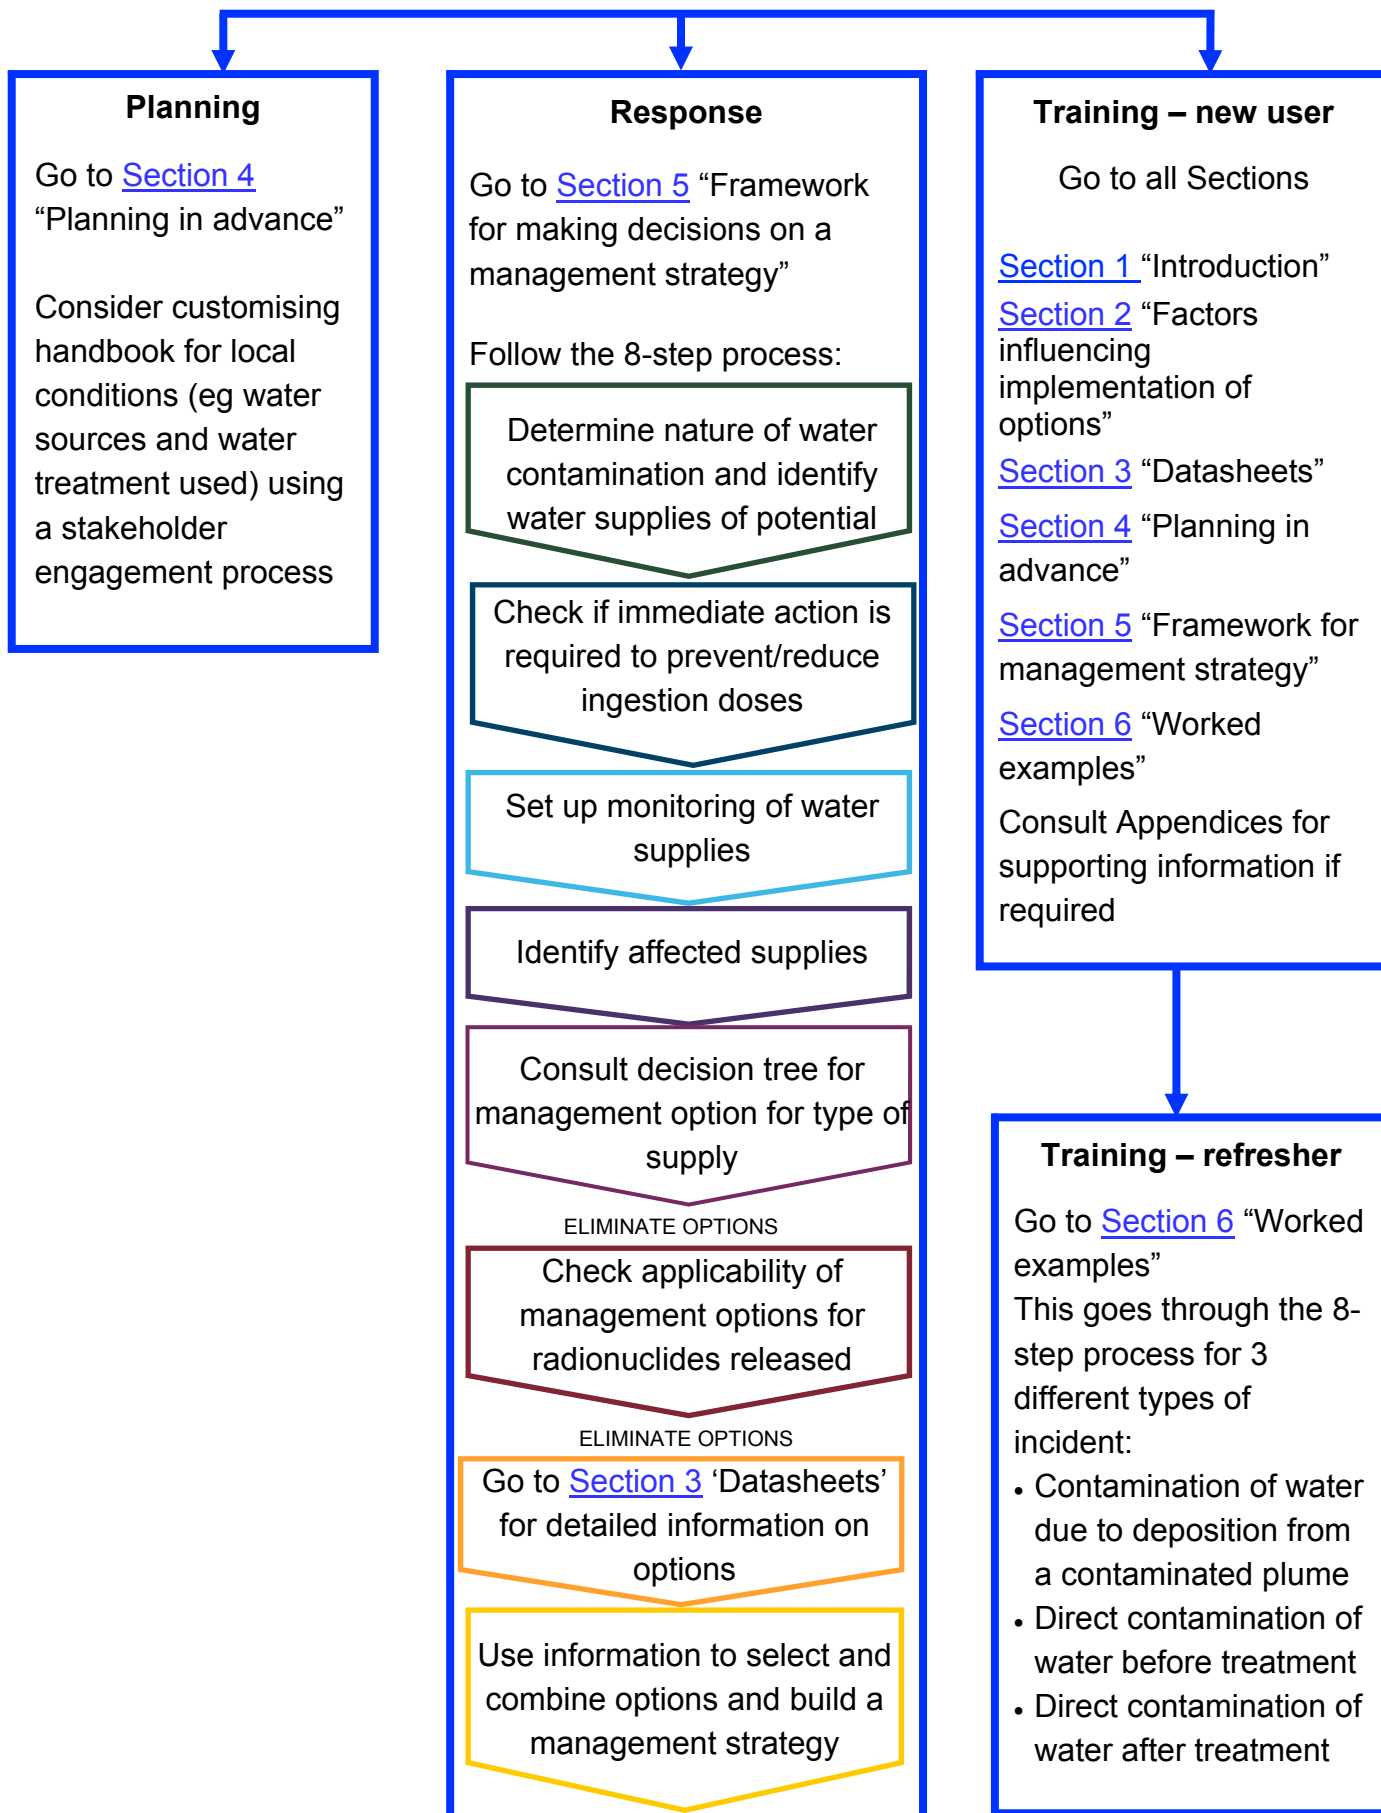 Planning
Go to Section 4
“Planning in advance”
Consider customising
handbook for local
conditions (eg water
sources and water
treatment used) using
a stakeholder
engagement process
Response
Go to Section 5 “Framework
for making decisions on a
management strategy”
Follow the 8-step process:
Determine nature of water
contamination and identify
water supplies of potential
Check if immediate action is
required to prevent/reduce
ingestion doses
Set up monitoring of water
supplies
Identify affected supplies
Consult decision tree for
management option for type of
supply
ELIMINATE OPTIONS
Check applicability of
management options for
radionuclides released
ELIMINATE OPTIONS
Go to Section 3 ‘Datasheets’
for detailed information on
options
Use information to select and
combine options and build a
management strategy
Training – new user
Go to all Sections
Section 1 “Introduction”
Section 2 “Factors
influencing
implementation of
options”
Section 3 “Datasheets”
Section 4 “Planning in
advance”
Section 5 “Framework for
management strategy”
Section 6 “Worked
examples”
Consult Appendices for
supporting information if
required
Training – refresher
Go to Section 6 “Worked
examples”
This goes through the 8-
step process for 3
different types of
incident:
• Contamination of water
due to deposition from
a contaminated plume
• Direct contamination of
water before treatment
• Direct contamination of
water after treatment